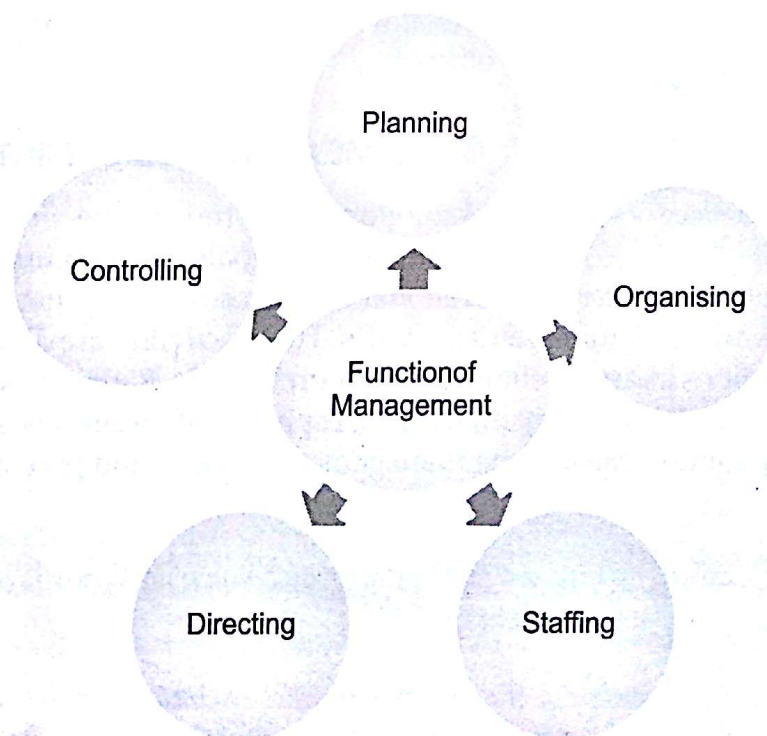 Planning
Controlling
Organising
Functionof
Management
Directing
Staffing